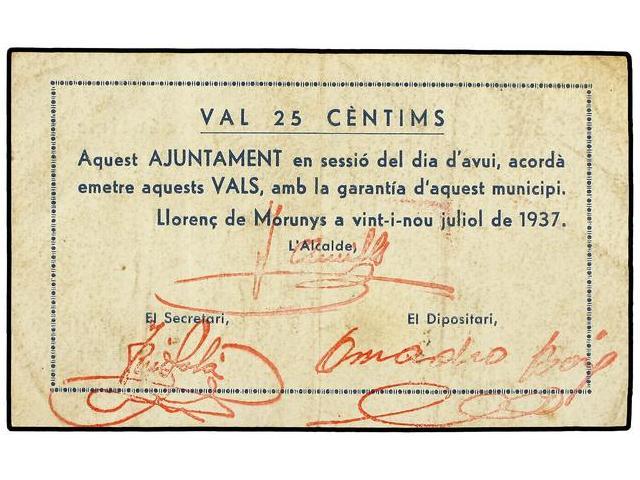 VAL 25 CÈNTIMS
Aquest AJUNTAMENT en sessió del dia d'avui, acordà
emetre aquests VALS, amb la garantía d'aquest municipi.
Llorenç de Morunys a vint-i-nou juliol de 1937.
L'Alcalde,
El Secretari, El Dipositari,